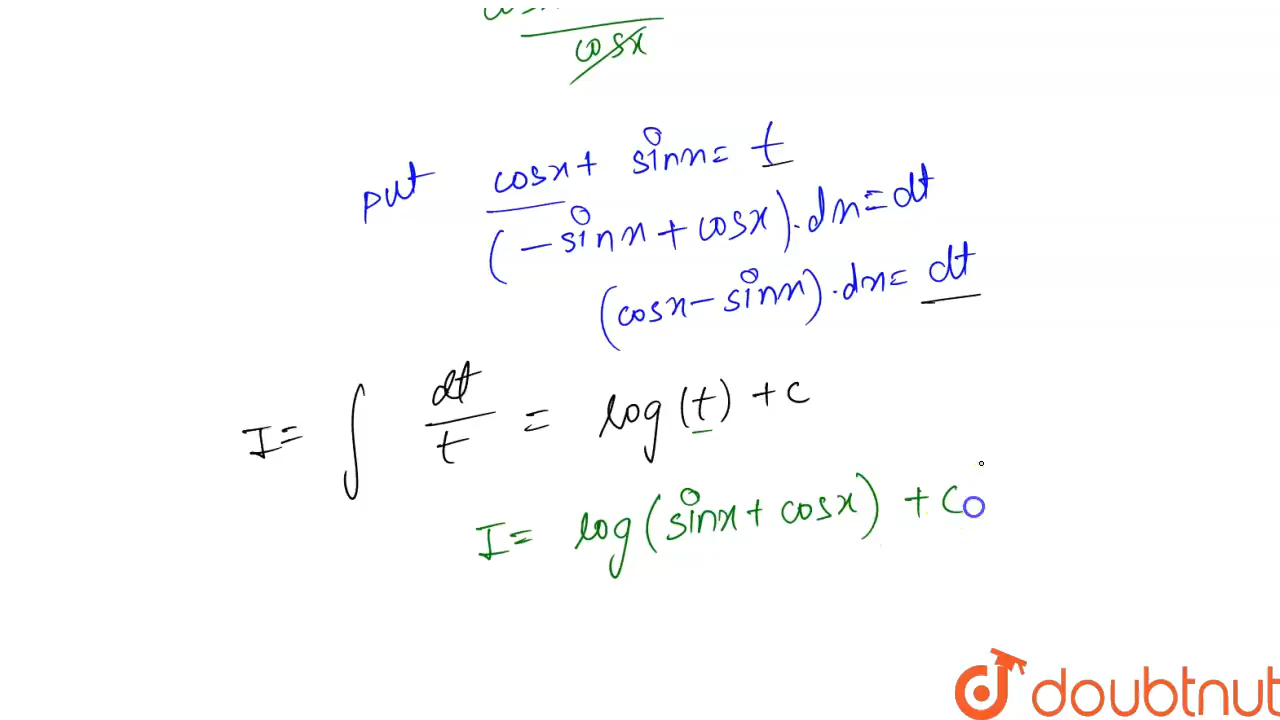 cosx
put cosx + sinx = t
(-sinx + cosx).dx = dt
(cosx - sinx).dx = dt
I = ∫ dt/t = log(t) + c
I = log(sinx + cosx) + C
doubtnut